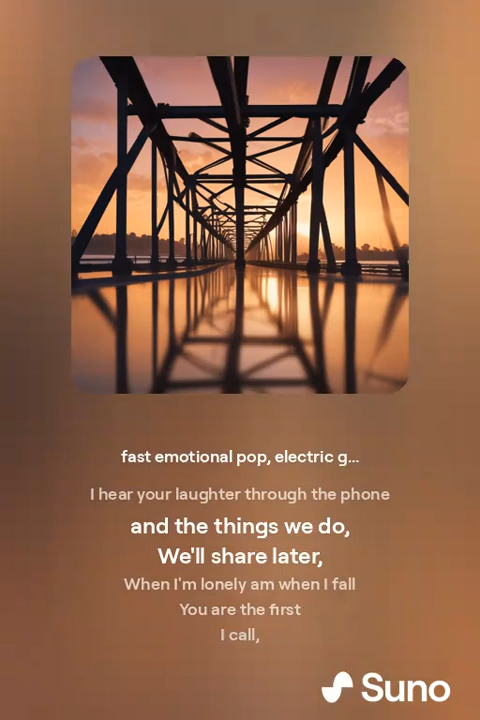 fast emotional pop, electric g...
I hear your laughter through the phone
and the things we do,
We'll share later,
When I'm lonely am when I fall
You are the first
I call,
Suno